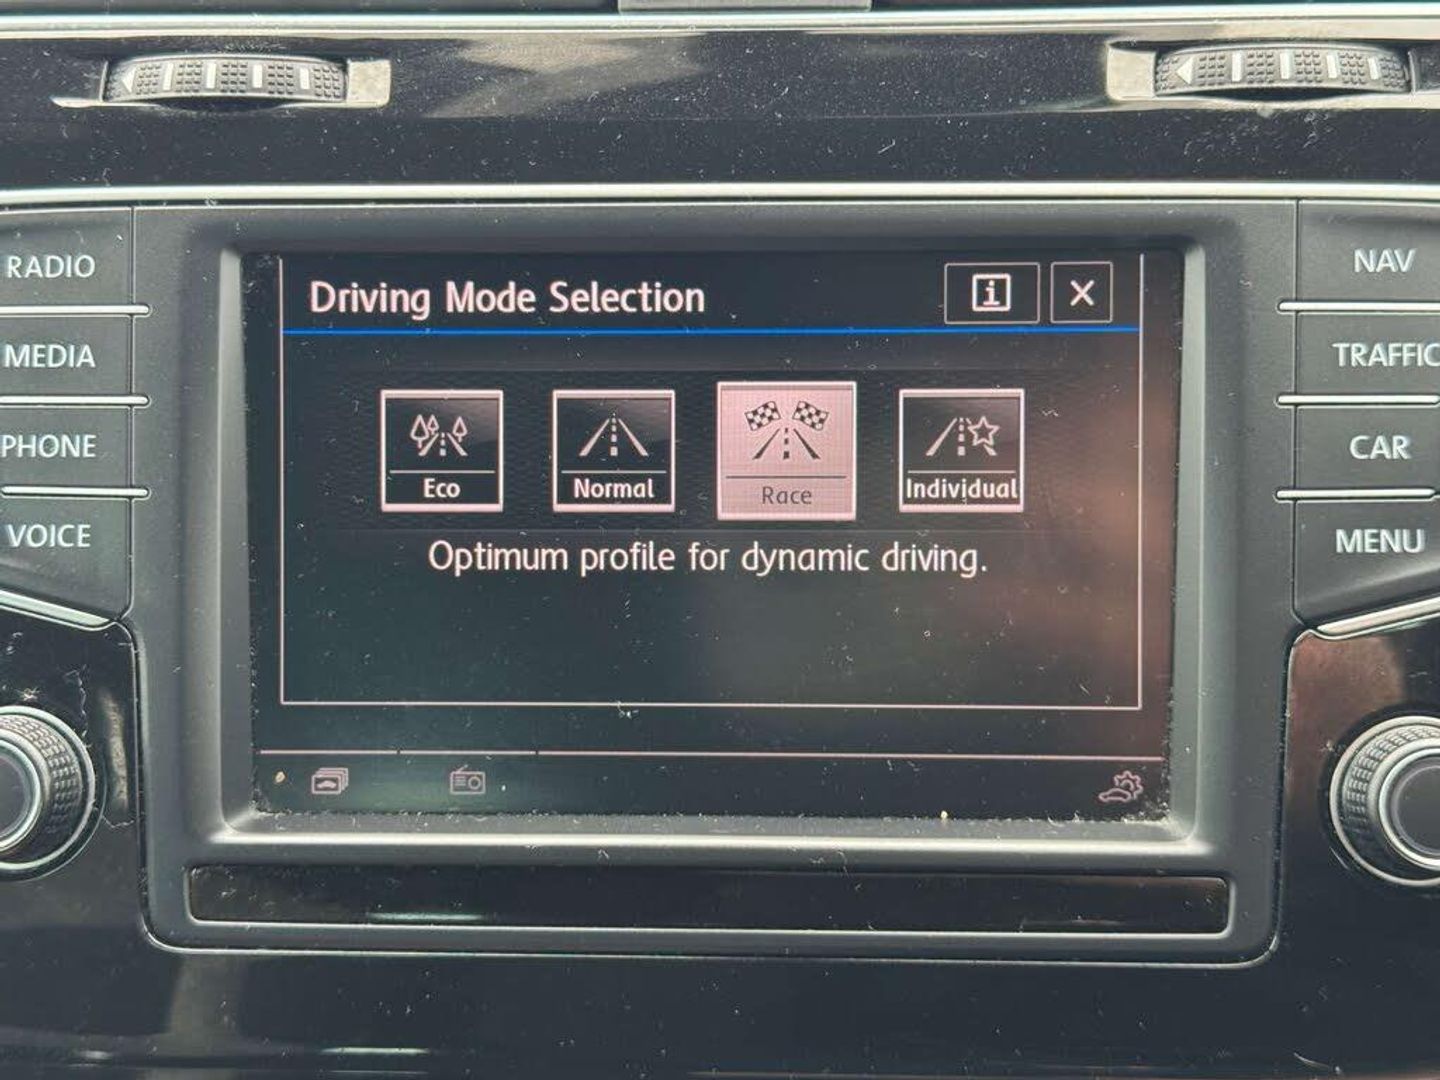 RADIO
MEDIA
PHONE
VOICE
Driving Mode Selection
i
X
Eco
Normal
Race
Individual
Optimum profile for dynamic driving.
NAV
TRAFFIC
CAR
MENU